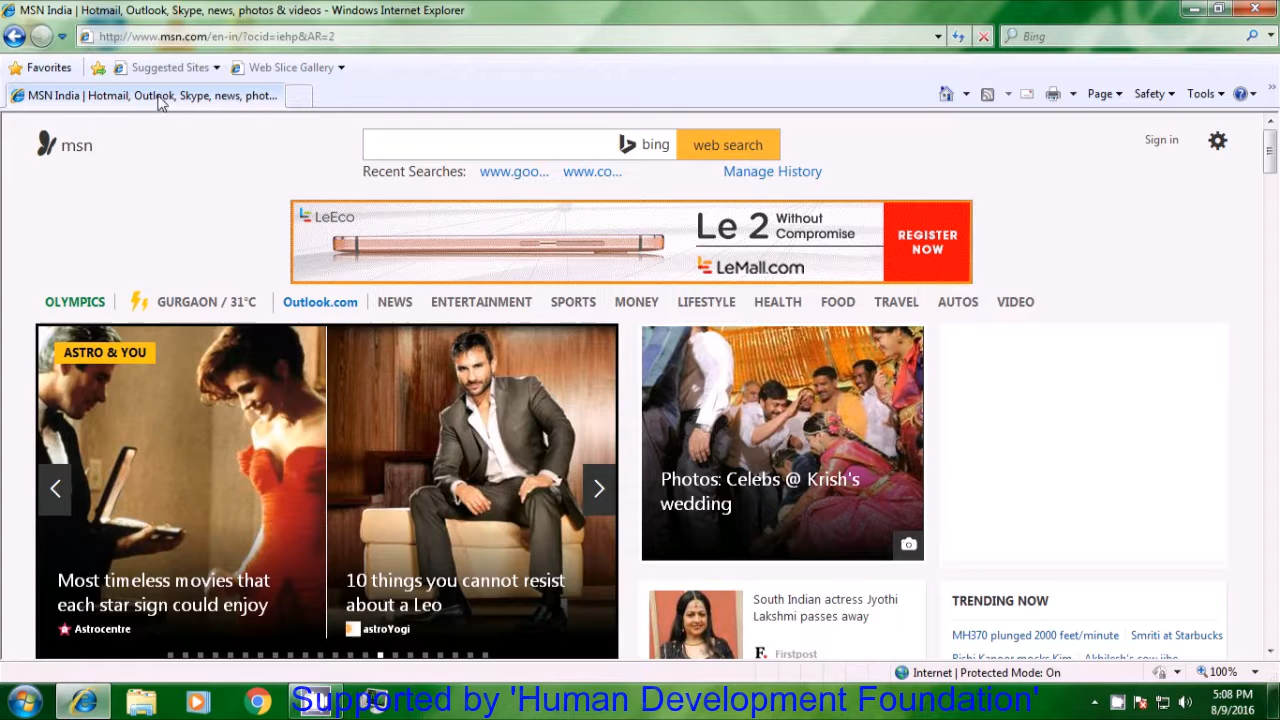 MSN India | Hotmail, Outlook, Skype, news, photos & videos - Windows Internet Explorer
http://www.msn.com/en-in/?ocid=iehp&AR=2
Bing
Favorites
Suggested Sites
Web Slice Gallery
MSN India | Hotmail, Outlook, Skype, news, phot...
Page
Safety
Tools
msn
bing
web search
Sign in
Recent Searches: www.goo... www.co... Manage History
LeEco
Le 2 Without Compromise
LeMall.com
REGISTER NOW
OLYMPICS GURGAON / 31°C Outlook.com NEWS ENTERTAINMENT SPORTS MONEY LIFESTYLE HEALTH FOOD TRAVEL AUTOS VIDEO
ASTRO & YOU
Most timeless movies that
each star sign could enjoy
Astrocentre
10 things you cannot resist
about a Leo
astroYogi
Photos: Celebs @ Krish's
wedding
South Indian actress Jyothi
Lakshmi passes away
F. Firstpost
TRENDING NOW
MH370 plunged 2000 feet/minute Smriti at Starbucks
Internet | Protected Mode: On
100%
Supported by 'Human Development Foundation'
5:08 PM
8/9/2016